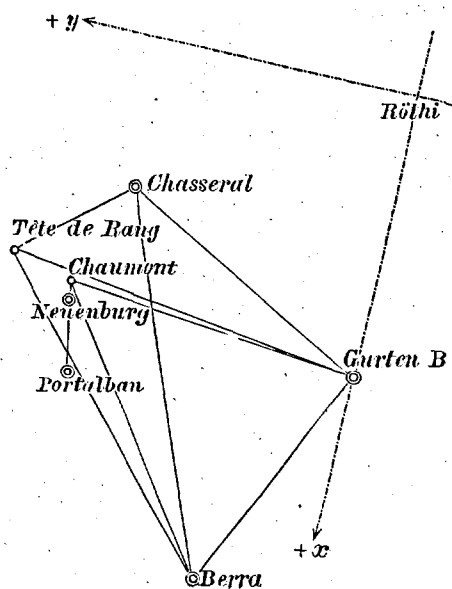 + y
Röthi
Chasseral
Tête de Rang
Chaumont
Neuenburg
Gurten B
Portalban
+x
Berra